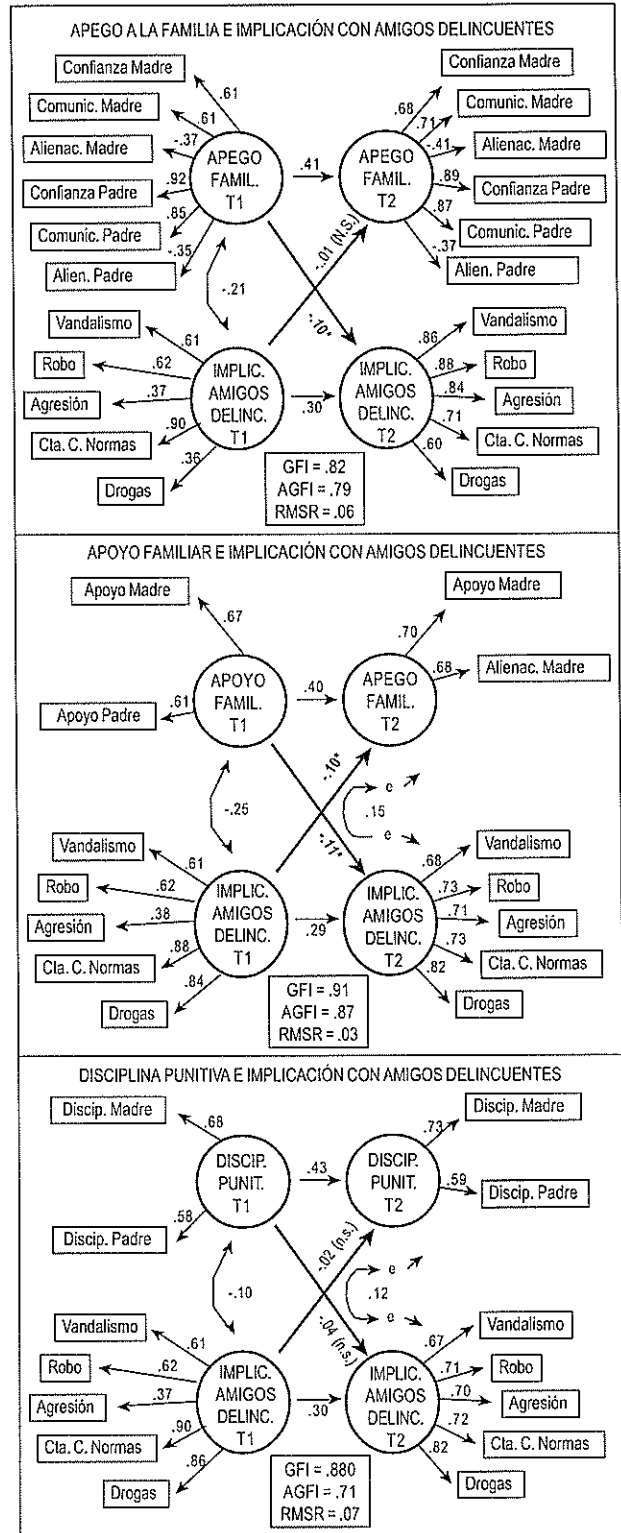 APEGO A LA FAMILIA E IMPLICACIÓN CON AMIGOS DELINCUENTES
Confianza Madre
.61
Comunic. Madre
.61
Alienac. Madre
-.37
Confianza Padre
.92
Comunic. Padre
.85
Alien. Padre
-.35
APEGO
FAMIL.
T1
.41
APEGO
FAMIL.
T2
Confianza Madre
.68
Comunic. Madre
.71
Alienac. Madre
-.41
Confianza Padre
.89
Comunic. Padre
.87
Alien. Padre
-.37
-.01 (N.S.)
-.10*
-.21
Vandalismo
.61
Robo
.62
Agresión
.37
Cta. C. Normas
.90
Drogas
.36
IMPLIC.
AMIGOS
DELINC.
T1
.30
IMPLIC.
AMIGOS
DELINC.
T2
Vandalismo
.86
Robo
.88
Agresión
.84
Cta. C. Normas
.71
Drogas
.60
GFI = .82
AGFI = .79
RMSR = .06
APOYO FAMILIAR E IMPLICACIÓN CON AMIGOS DELINCUENTES
Apoyo Madre
.67
Apoyo Padre
.61
APOYO
FAMIL.
T1
.40
APEGO
FAMIL.
T2
Apoyo Madre
.70
Alienac. Madre
.68
-.10*
-.11*
-.25
e
.15
e
Vandalismo
.61
Robo
.62
Agresión
.38
Cta. C. Normas
.88
Drogas
.84
IMPLIC.
AMIGOS
DELINC.
T1
.29
IMPLIC.
AMIGOS
DELINC.
T2
Vandalismo
.68
Robo
.73
Agresión
.71
Cta. C. Normas
.73
Drogas
.82
GFI = .91
AGFI = .87
RMSR = .03
DISCIPLINA PUNITIVA E IMPLICACIÓN CON AMIGOS DELINCUENTES
Discip. Madre
.68
Discip. Padre
.58
DISCIP.
PUNIT.
T1
.43
DISCIP.
PUNIT.
T2
Discip. Madre
.73
Discip. Padre
.59
-.02 (n.s.)
-.04 (n.s.)
-.10
e
.12
e
Vandalismo
.61
Robo
.62
Agresión
.37
Cta. C. Normas
.90
Drogas
.86
IMPLIC.
AMIGOS
DELINC.
T1
.30
IMPLIC.
AMIGOS
DELINC.
T2
Vandalismo
.67
Robo
.71
Agresión
.70
Cta. C. Normas
.72
Drogas
.82
GFI = .880
AGFI = .71
RMSR = .07